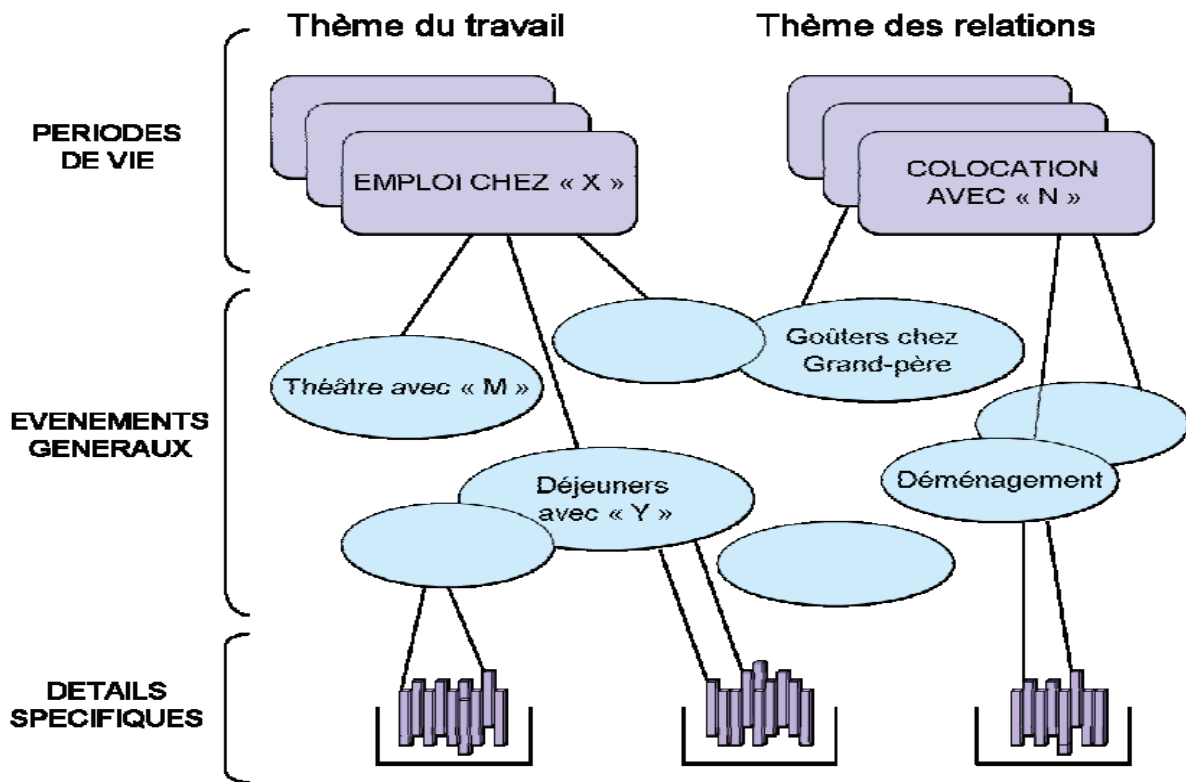 Thème du travail
Thème des relations
PERIODES
DE VIE
EMPLOI CHEZ « X »
COLOCATION
AVEC « N »
EVENEMENTS
GENERAUX
Théâtre avec « M »
Goûters chez
Grand-père
Déjeuners
avec « Y »
Déménagement
DETAILS
SPECIFIQUES